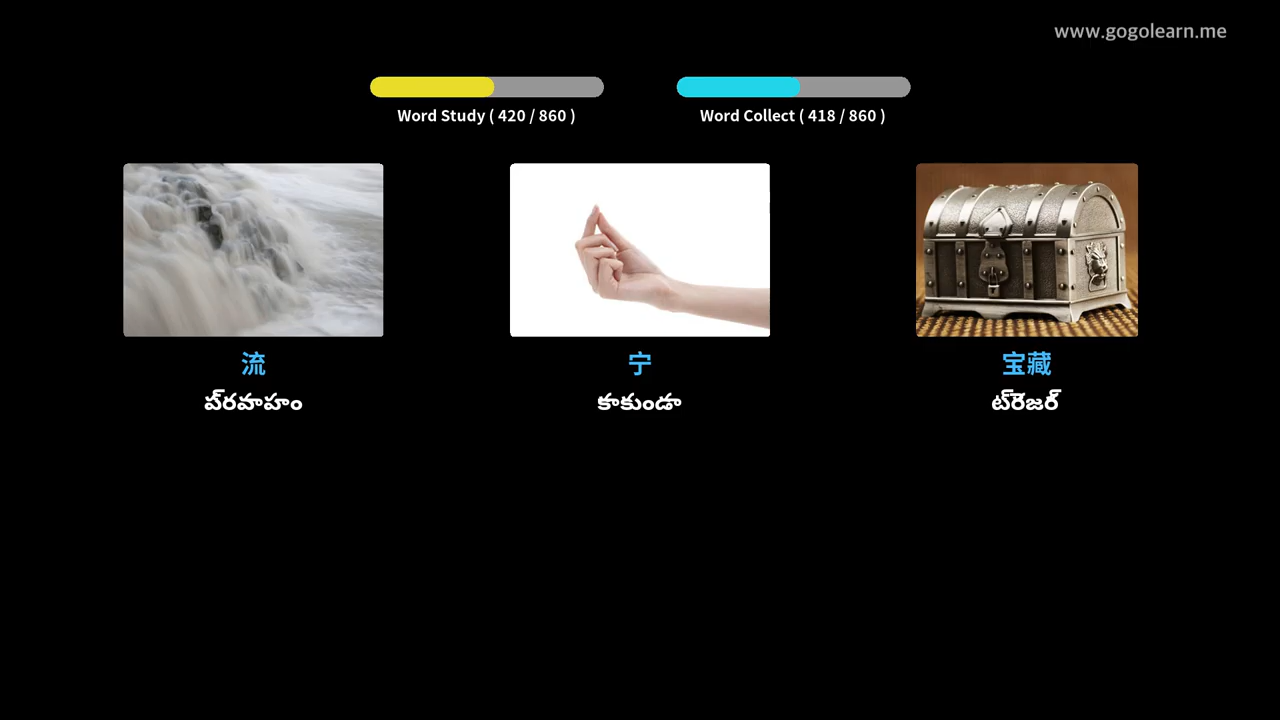 www.gogolearn.me
Word Study ( 420 / 860 )
Word Collect ( 418 / 860 )
流
宁
宝藏
ప్‌రవాహం
కాకుండా
ట్‌రెజర్